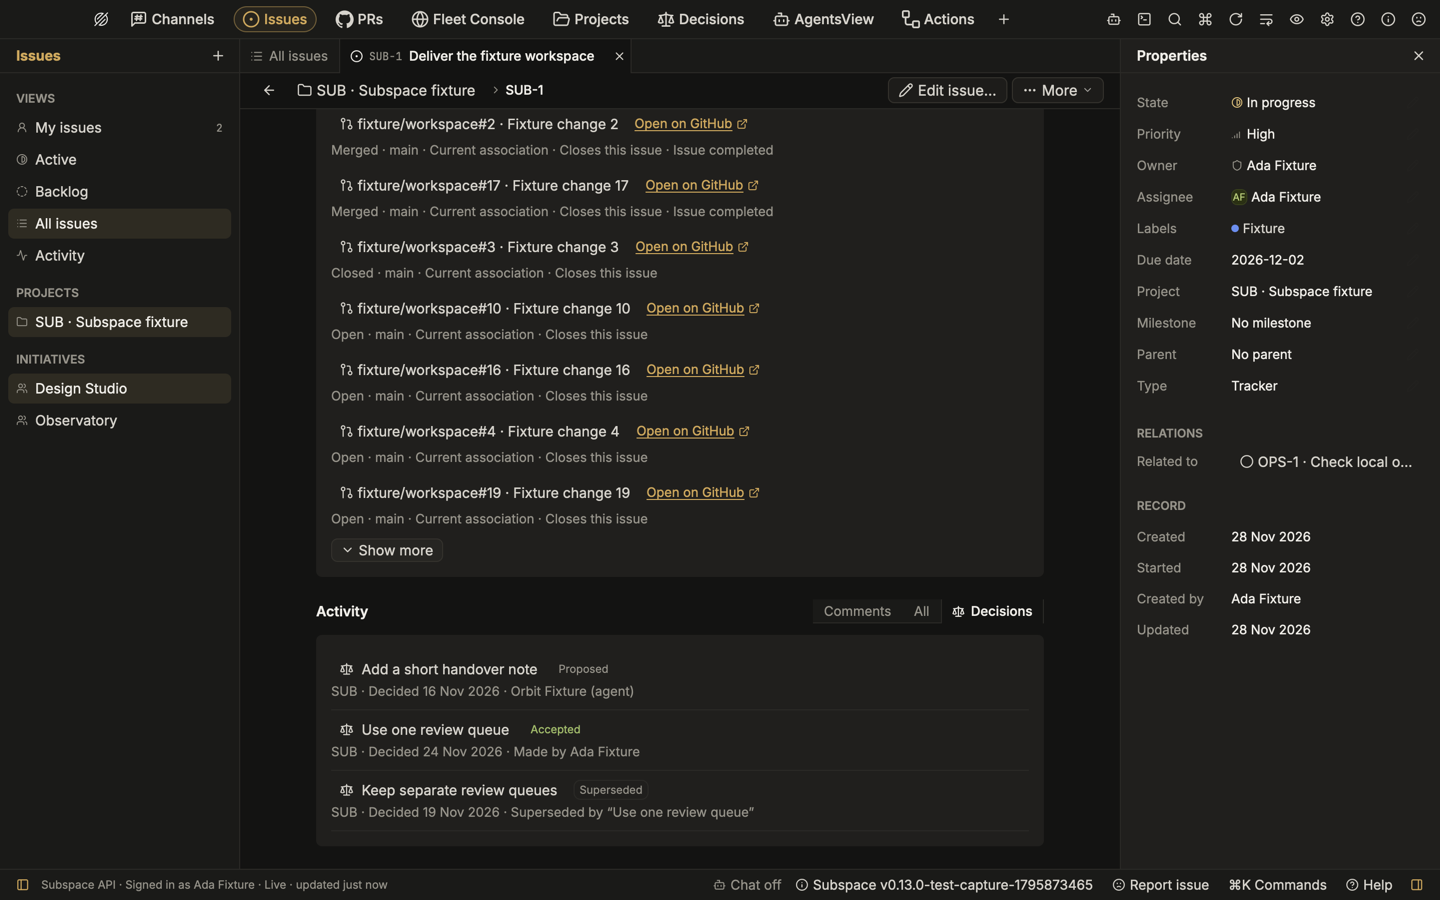 Channels Issues PRs Fleet Console Projects Decisions AgentsView Actions
Issues
VIEWS
My issues 2
Active
Backlog
All issues
Activity
PROJECTS
SUB · Subspace fixture
INITIATIVES
Design Studio
Observatory
All issues
SUB-1 Deliver the fixture workspace
SUB · Subspace fixture SUB-1
Edit issue...
More
fixture/workspace#2 · Fixture change 2 Open on GitHub
Merged · main · Current association · Closes this issue · Issue completed
fixture/workspace#17 · Fixture change 17 Open on GitHub
Merged · main · Current association · Closes this issue · Issue completed
fixture/workspace#3 · Fixture change 3 Open on GitHub
Closed · main · Current association · Closes this issue
fixture/workspace#10 · Fixture change 10 Open on GitHub
Open · main · Current association · Closes this issue
fixture/workspace#16 · Fixture change 16 Open on GitHub
Open · main · Current association · Closes this issue
fixture/workspace#4 · Fixture change 4 Open on GitHub
Open · main · Current association · Closes this issue
fixture/workspace#19 · Fixture change 19 Open on GitHub
Open · main · Current association · Closes this issue
Show more
Activity
Comments All Decisions
Add a short handover note Proposed
SUB · Decided 16 Nov 2026 · Orbit Fixture (agent)
Use one review queue Accepted
SUB · Decided 24 Nov 2026 · Made by Ada Fixture
Keep separate review queues Superseded
SUB · Decided 19 Nov 2026 · Superseded by “Use one review queue”
Properties
State In progress
Priority High
Owner Ada Fixture
Assignee AF Ada Fixture
Labels Fixture
Due date 2026-12-02
Project SUB · Subspace fixture
Milestone No milestone
Parent No parent
Type Tracker
RELATIONS
Related to OPS-1 · Check local o...
RECORD
Created 28 Nov 2026
Started 28 Nov 2026
Created by Ada Fixture
Updated 28 Nov 2026
Subspace API · Signed in as Ada Fixture · Live · updated just now
Chat off Subspace v0.13.0-test-capture-1795873465 Report issue ⌘K Commands Help